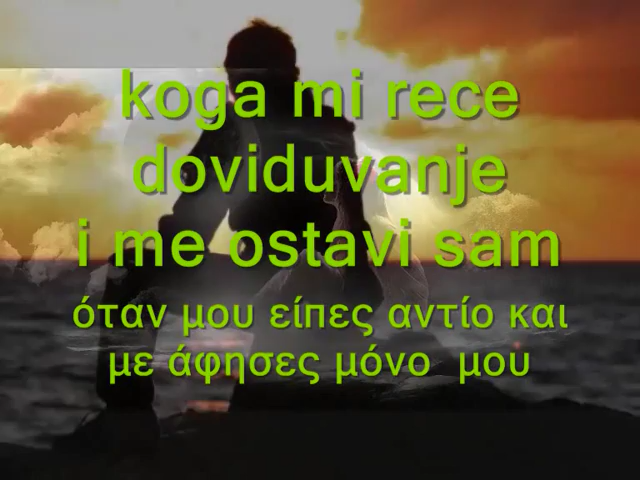 koga mi rece
doviduvanje
i me ostavi sam
όταν μου είπες αντίο και
με άφησες μόνο μου